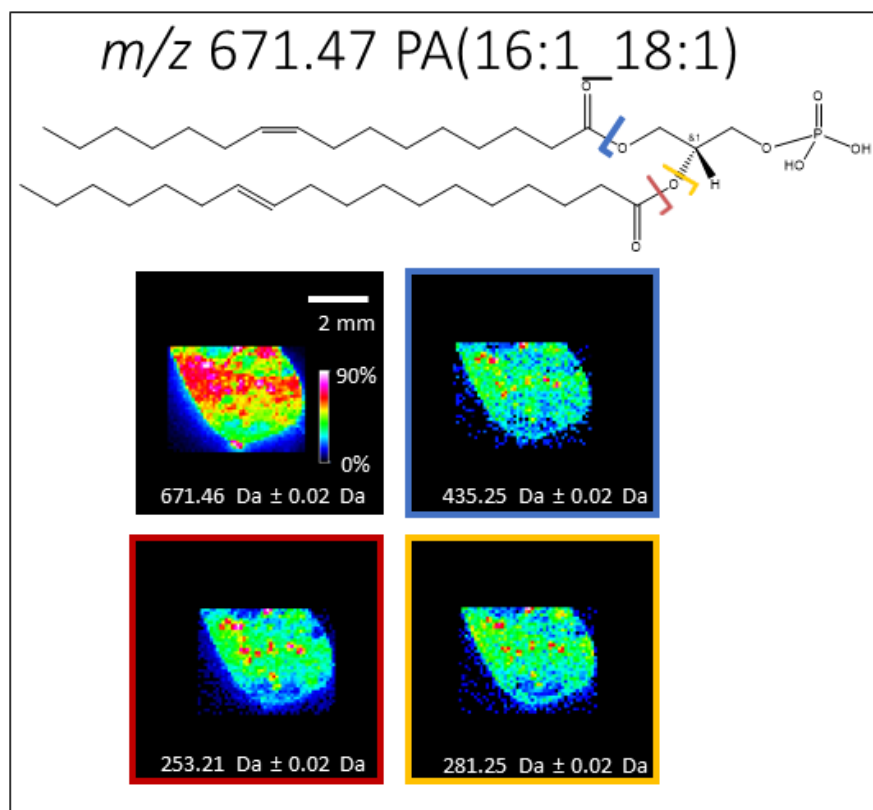 m/z 671.47 PA(16:1_18:1)
O
O
&1
O
P
OH
HO
O
H
O
O
2 mm
90%
0%
671.46 Da ± 0.02 Da
435.25 Da ± 0.02 Da
253.21 Da ± 0.02 Da
281.25 Da ± 0.02 Da